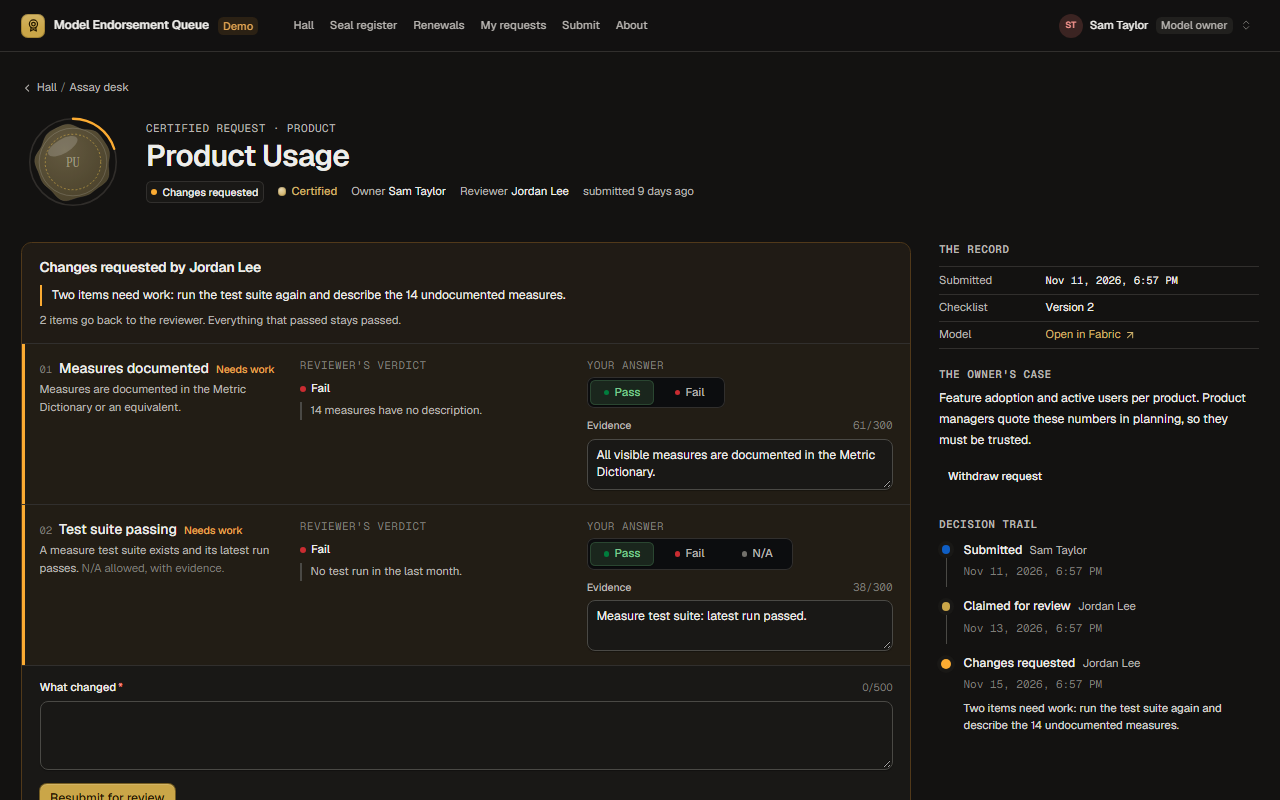 Model Endorsement Queue Demo Hall Seal register Renewals My requests Submit About ST Sam Taylor Model owner
Hall / Assay desk
PU
CERTIFIED REQUEST · PRODUCT
Product Usage
Changes requested Certified Owner Sam Taylor Reviewer Jordan Lee submitted 9 days ago
Changes requested by Jordan Lee
Two items need work: run the test suite again and describe the 14 undocumented measures.
2 items go back to the reviewer. Everything that passed stays passed.
01 Measures documented Needs work
Measures are documented in the Metric
Dictionary or an equivalent.
REVIEWER'S VERDICT
Fail
14 measures have no description.
YOUR ANSWER
Pass Fail
Evidence 61/300
All visible measures are documented in the Metric
Dictionary.
02 Test suite passing Needs work
A measure test suite exists and its latest run
passes. N/A allowed, with evidence.
REVIEWER'S VERDICT
Fail
No test run in the last month.
YOUR ANSWER
Pass Fail N/A
Evidence 38/300
Measure test suite: latest run passed.
What changed* 0/500
Resubmit for review
THE RECORD
Submitted Nov 11, 2026, 6:57 PM
Checklist Version 2
Model Open in Fabric ↗
THE OWNER'S CASE
Feature adoption and active users per product. Product
managers quote these numbers in planning, so they
must be trusted.
Withdraw request
DECISION TRAIL
Submitted Sam Taylor
Nov 11, 2026, 6:57 PM
Claimed for review Jordan Lee
Nov 13, 2026, 6:57 PM
Changes requested Jordan Lee
Nov 15, 2026, 6:57 PM
Two items need work: run the test suite again and
describe the 14 undocumented measures.